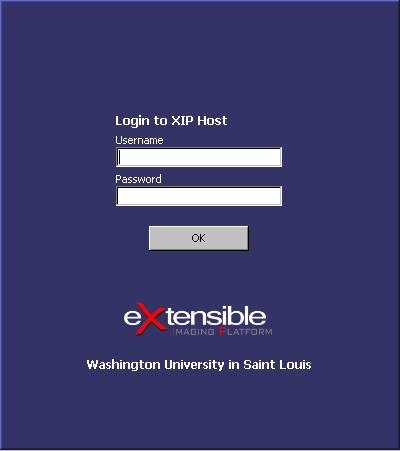 Login to XIP Host
Username
Password
OK
eXtensible
IMAGING PLATFORM
Washington University in Saint Louis